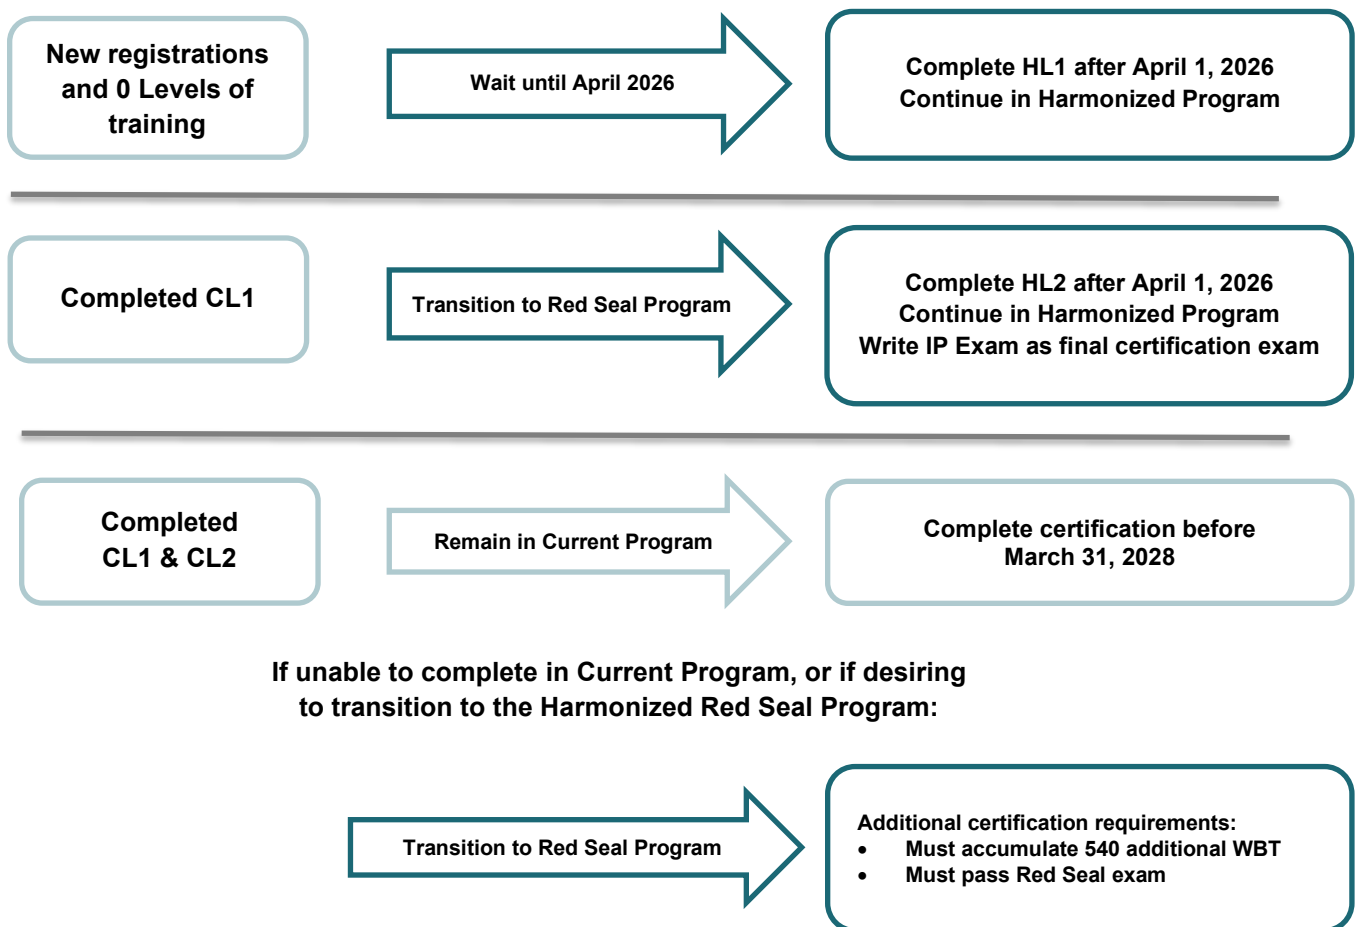 New registrations
and 0 Levels of
training
Wait until April 2026
Complete HL1 after April 1, 2026
Continue in Harmonized Program
Completed CL1
Transition to Red Seal Program
Complete HL2 after April 1, 2026
Continue in Harmonized Program
Write IP Exam as final certification exam
Completed
CL1 & CL2
Remain in Current Program
Complete certification before
March 31, 2028
If unable to complete in Current Program, or if desiring
to transition to the Harmonized Red Seal Program:
Transition to Red Seal Program
Additional certification requirements:
• Must accumulate 540 additional WBT
• Must pass Red Seal exam